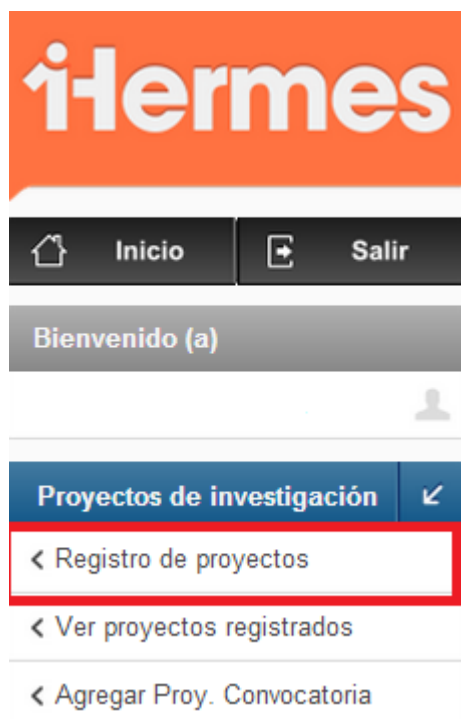 Hermes
Inicio Salir
Bienvenido (a)
Proyectos de investigación
Registro de proyectos
Ver proyectos registrados
Agregar Proy. Convocatoria